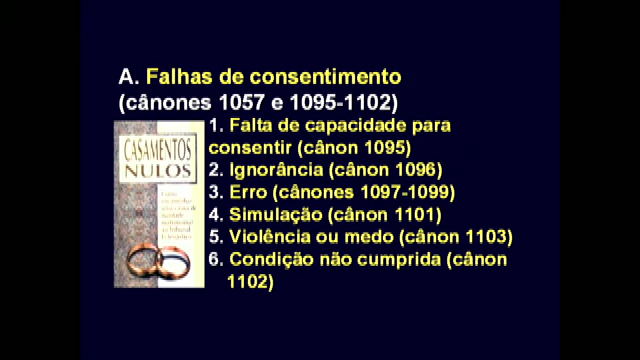 A. Falhas de consentimento
(cânones 1057 e 1095-1102)
1. Falta de capacidade para
consentir (cânon 1095)
2. Ignorância (cânon 1096)
3. Erro (cânones 1097-1099)
4. Simulação (cânon 1101)
5. Violência ou medo (cânon 1103)
6. Condição não cumprida (cânon
1102)
CASAMENTOS
NULOS